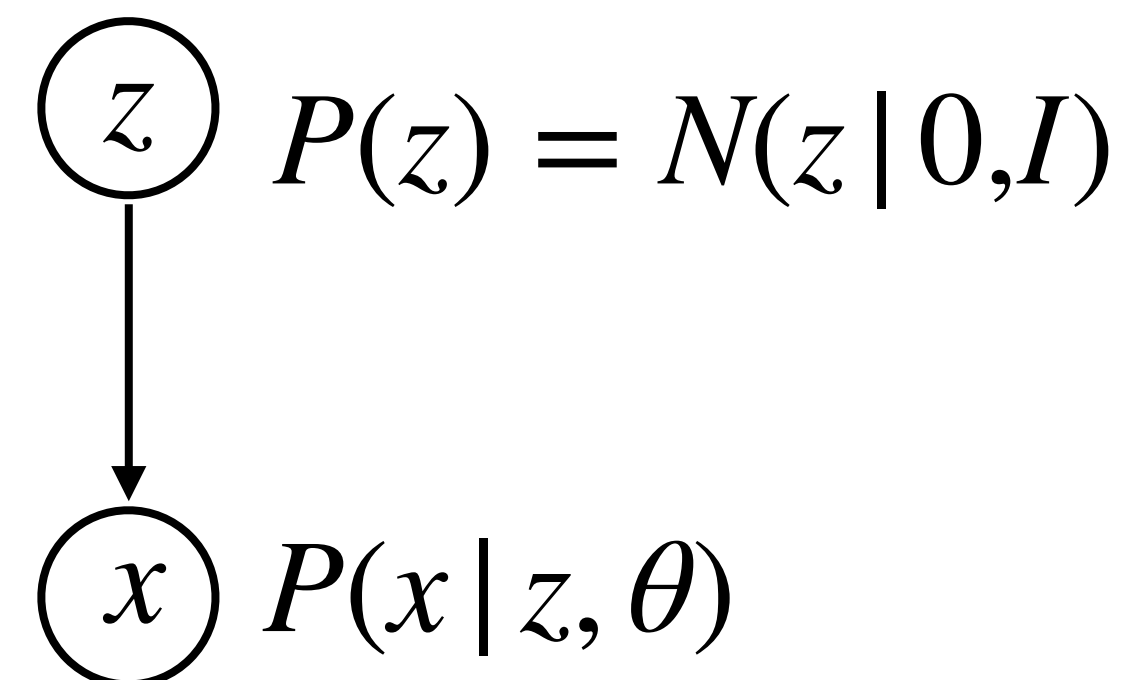 z P(z) = N(z | 0,I)
x P(x | z, θ)